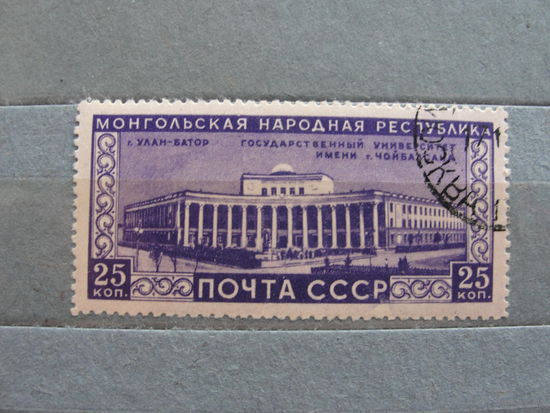 МОНГОЛЬСКАЯ НАРОДНАЯ РЕСПУБЛИКА
г. УЛАН-БАТОР ГОСУДАРСТВЕННЫЙ УНИВЕРСИТЕТ
ИМЕНИ г. ЧОЙБАЛСАНА
25 КОП.
ПОЧТА СССР
25 КОП.